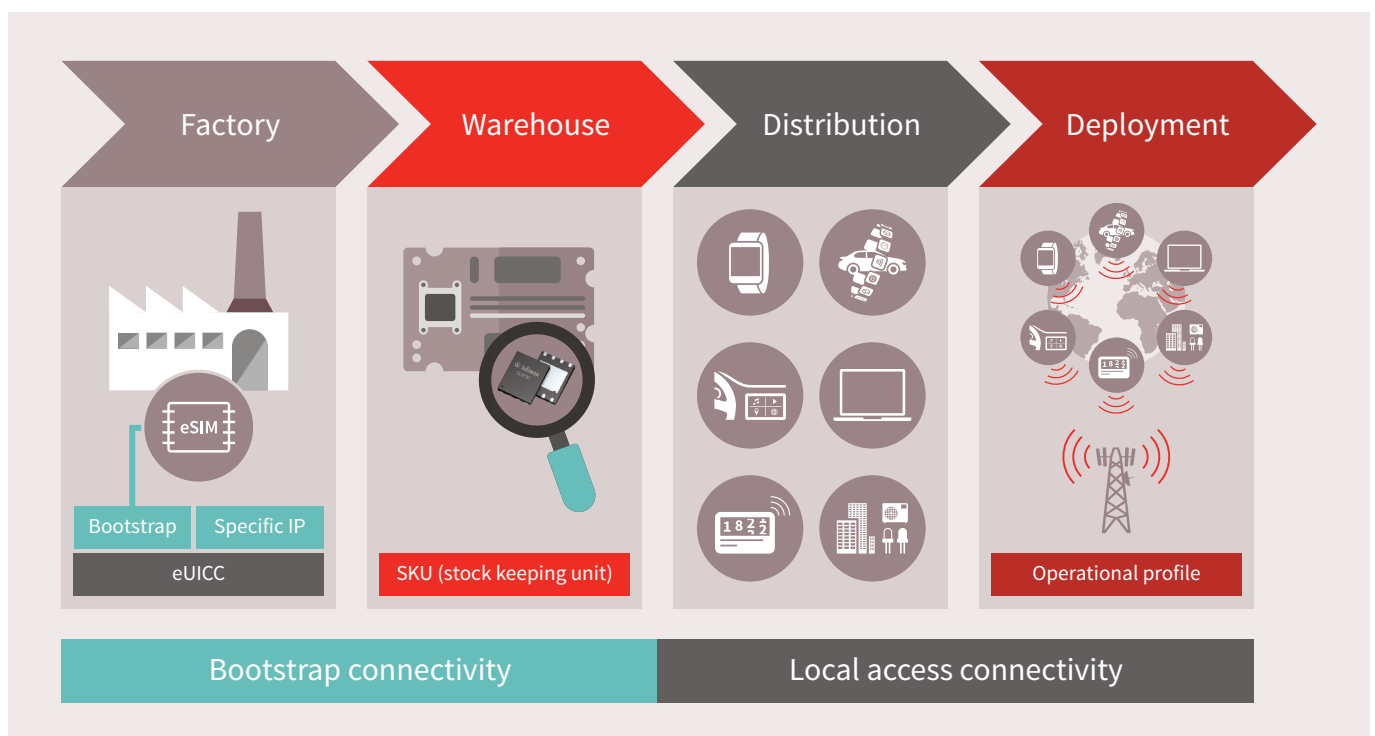 Factory
Warehouse
Distribution
Deployment
eSIM
Bootstrap
Specific IP
eUICC
infineon
SKU (stock keeping unit)
Operational profile
Bootstrap connectivity
Local access connectivity